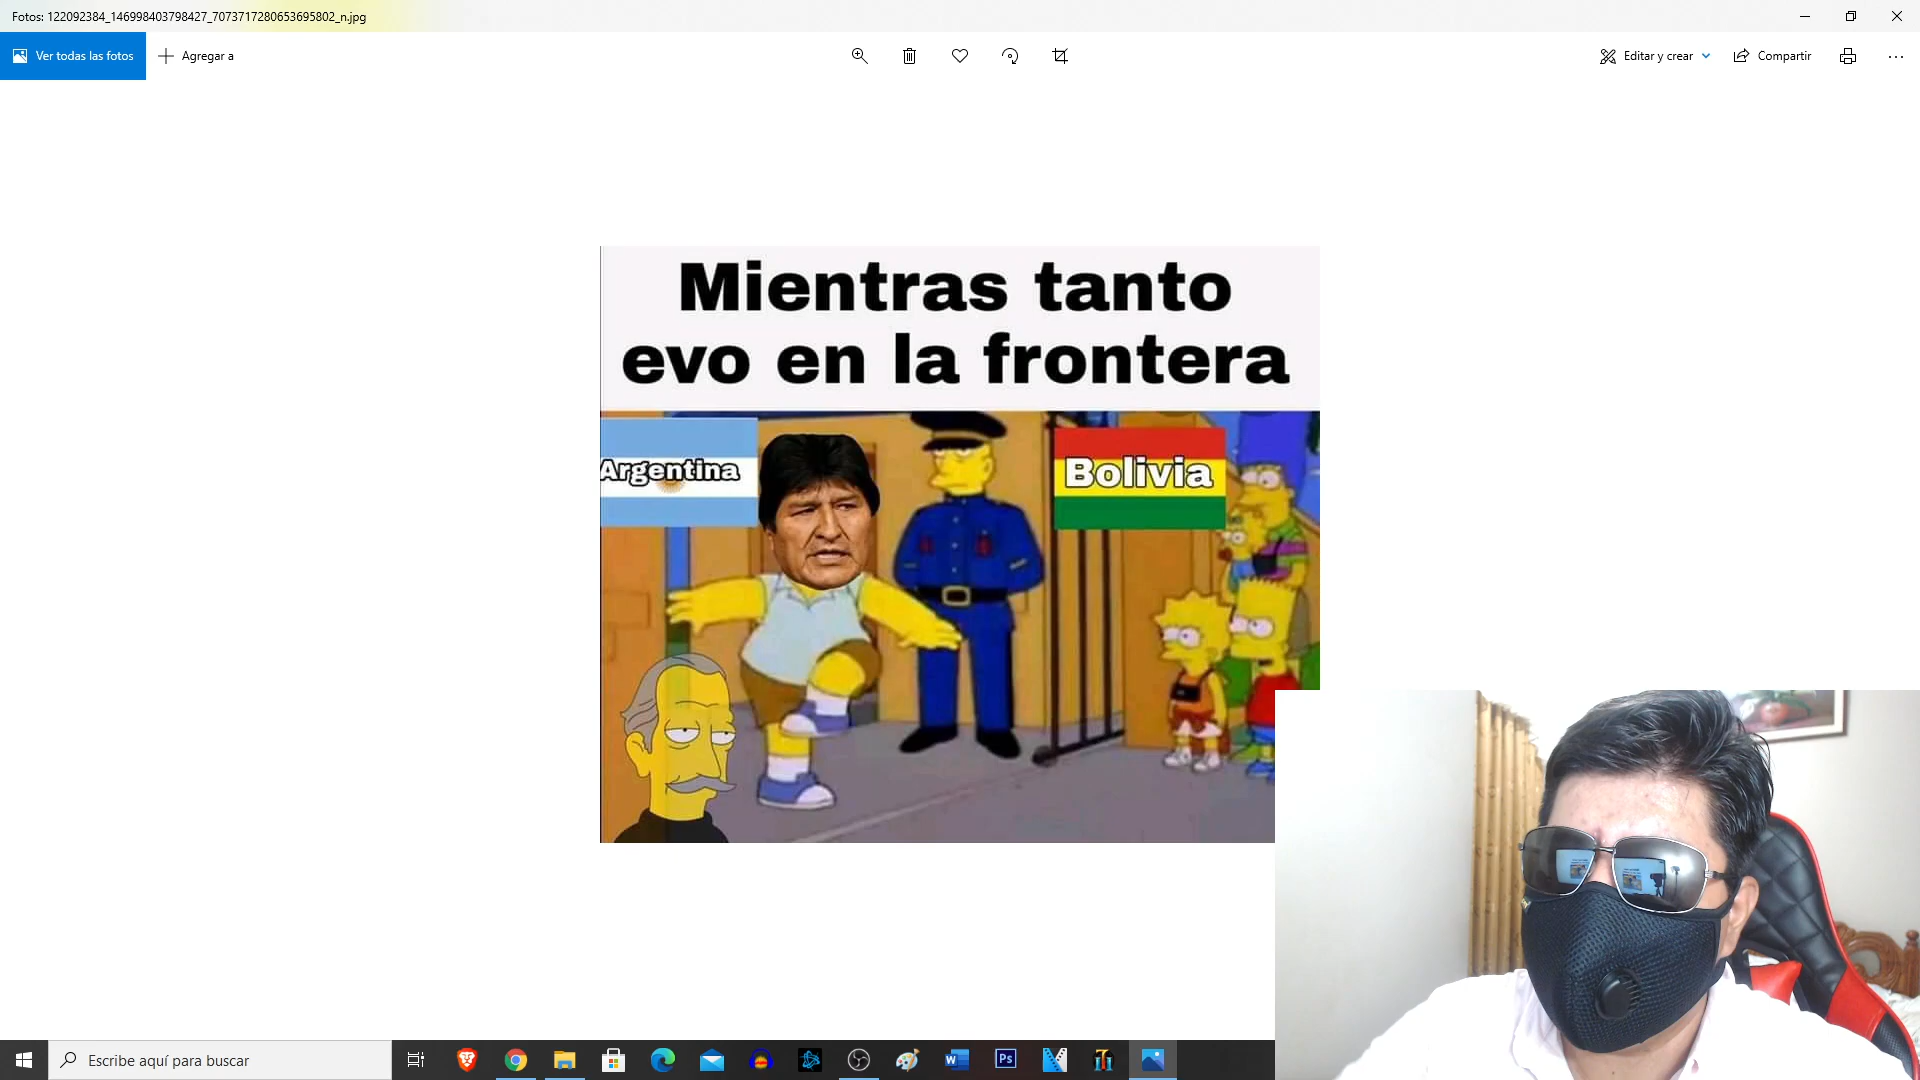 Fotos: 122092384_146998403798427_7073717280653695802_n.jpg
Ver todas las fotos
Agregar a
Editar y crear
Compartir
Mientras tanto
evo en la frontera
Argentina
Bolivia
Escribe aquí para buscar
W
Ps